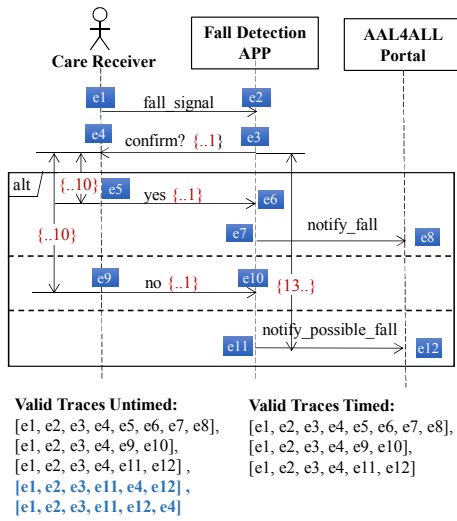 Care Receiver
Fall Detection
APP
AAL4ALL
Portal
e1
fall_signal
e2
e4
confirm? {..1}
e3
alt
{..10}
e5
yes {..1}
e6
{..10}
e7
notify_fall
e8
e9
no {..1}
e10
{13..}
e11
notify_possible_fall
e12
Valid Traces Untimed:
[e1, e2, e3, e4, e5, e6, e7, e8],
[e1, e2, e3, e4, e9, e10],
[e1, e2, e3, e4, e11, e12] ,
[e1, e2, e3, e11, e4, e12] ,
[e1, e2, e3, e11, e12, e4]
Valid Traces Timed:
[e1, e2, e3, e4, e5, e6, e7, e8],
[e1, e2, e3, e4, e9, e10],
[e1, e2, e3, e4, e11, e12]